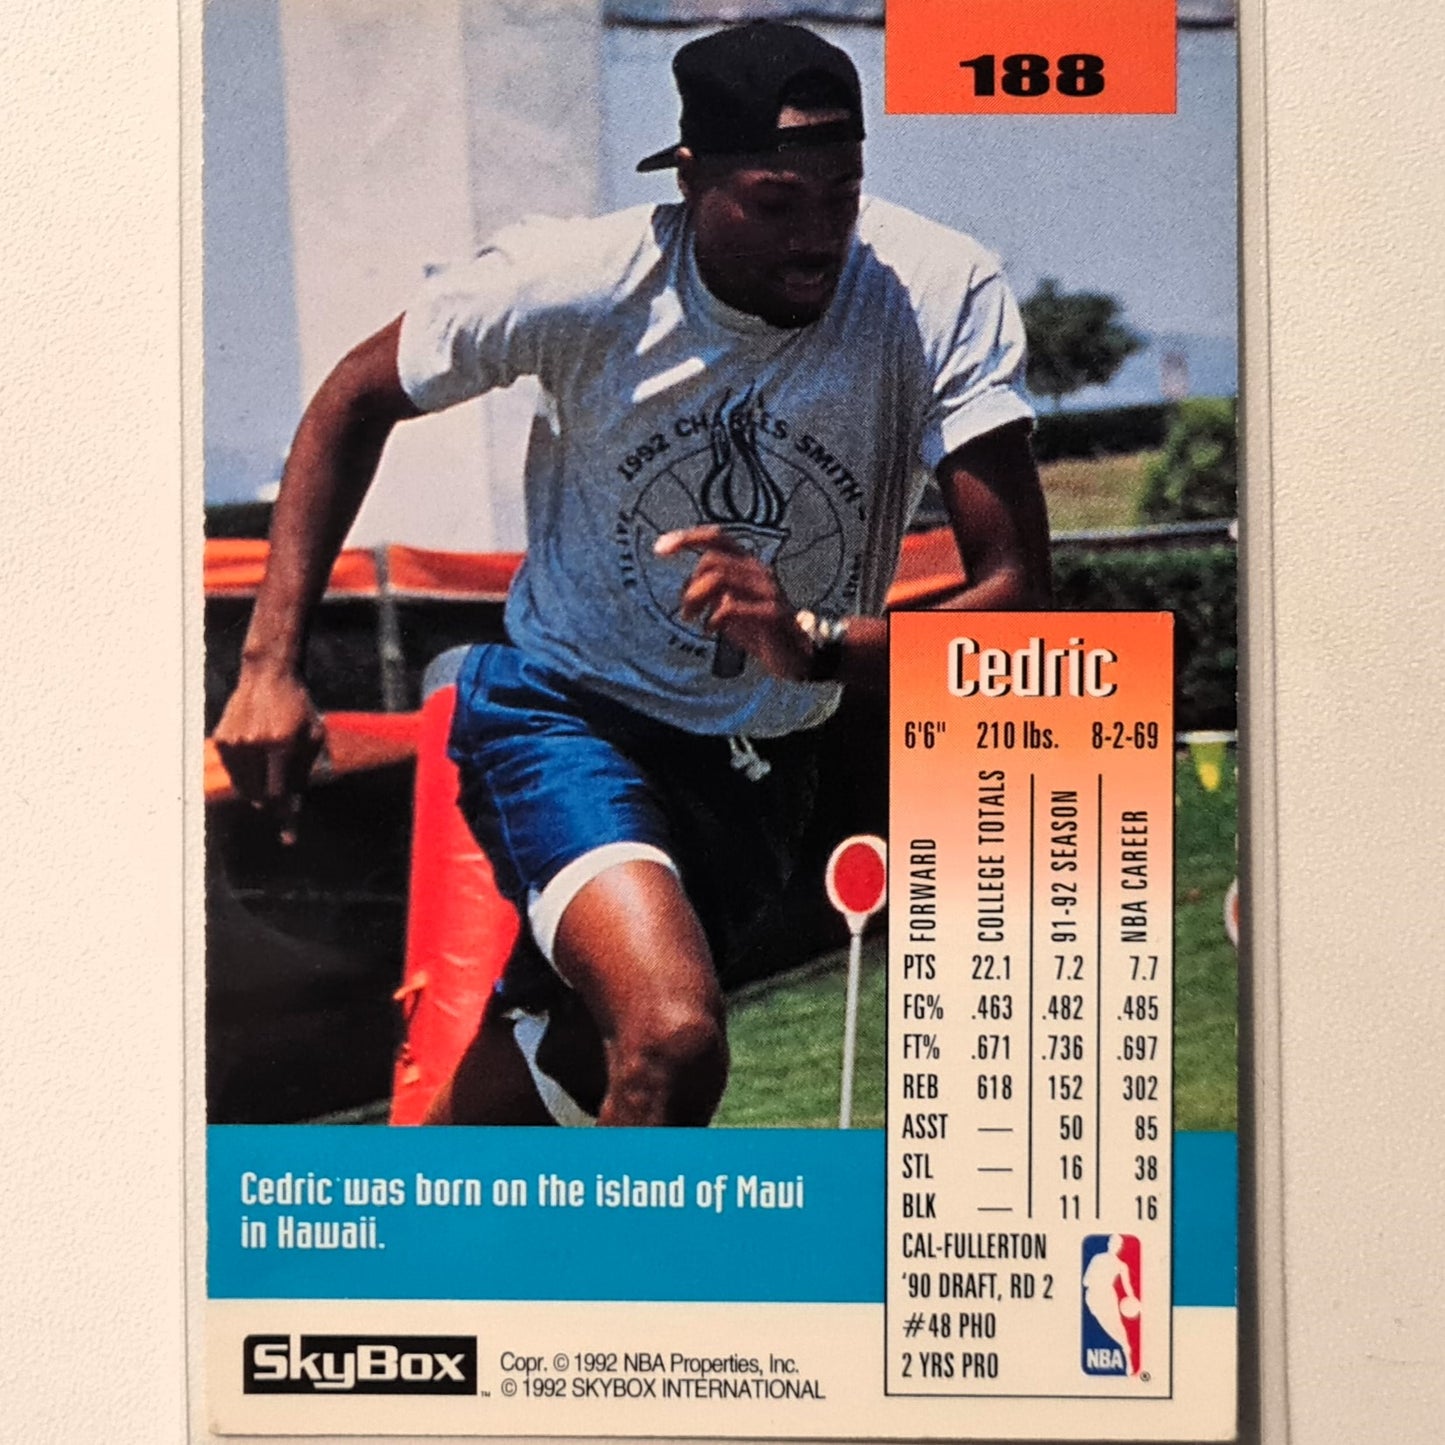 188
1992 CHARLES SMITH
THE
Cedric
6'6" 210 lbs. 8-2-69
FORWARD COLLEGE TOTALS 91-92 SEASON NBA CAREER
PTS 22.1 7.2 7.7
FG% .463 .482 .485
FT% .671 .736 .697
REB 618 152 302
ASST — 50 85
STL — 16 38
BLK — 11 16
CAL-FULLERTON
'90 DRAFT, RD 2
#48 PHO
2 YRS PRO
NBA ®
Cedric was born on the island of Maui
in Hawaii.
SkyBox ™
Copr. © 1992 NBA Properties, Inc.
© 1992 SKYBOX INTERNATIONAL